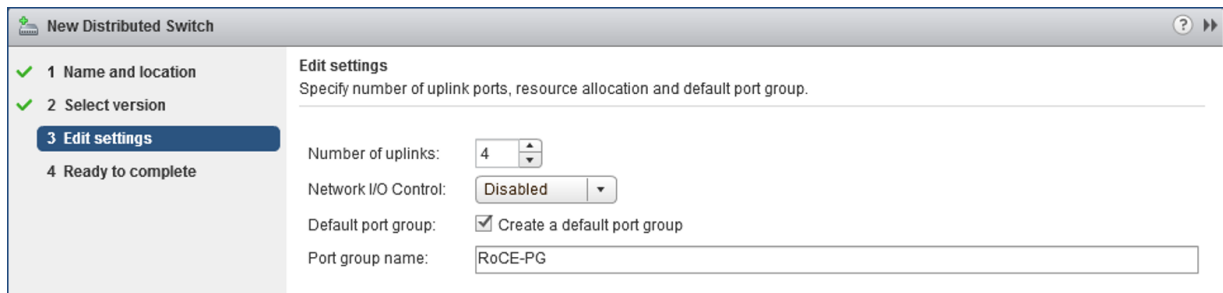 New Distributed Switch
?
1 Name and location
2 Select version
3 Edit settings
4 Ready to complete
Edit settings
Specify number of uplink ports, resource allocation and default port group.
Number of uplinks: 4
Network I/O Control: Disabled
Default port group: Create a default port group
Port group name: RoCE-PG